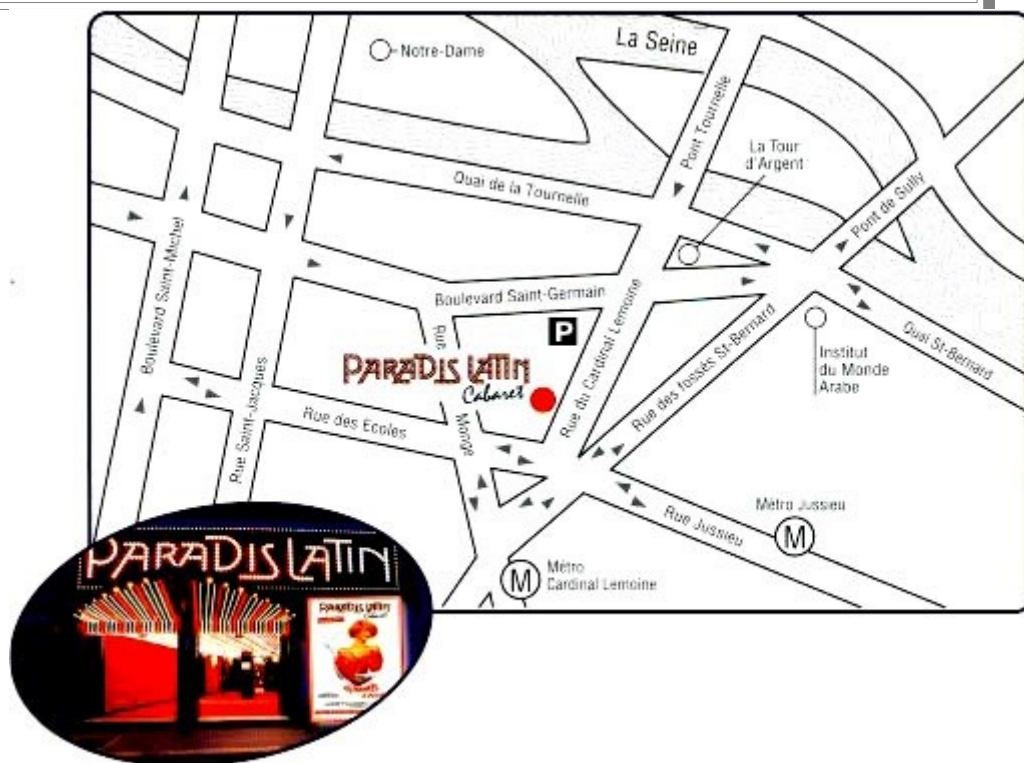 La Seine
Notre-Dame
Pont Tournelle
La Tour
d'Argent
Quai de la Tournelle
Pont de Sully
Boulevard Saint-Michel
Boulevard Saint-Germain
P
Rue du Cardinal Lemoine
Rue des fossés St-Bernard
Quai St-Bernard
Institut
du Monde
Arabe
Rue
Monge
PARADIS LATIN
Cabaret
Rue Saint-Jacques
Rue des Ecoles
Métro Jussieu
M
Rue Jussieu
M
Métro
Cardinal Lemoine
PARADIS LATIN
PARADIS LATIN